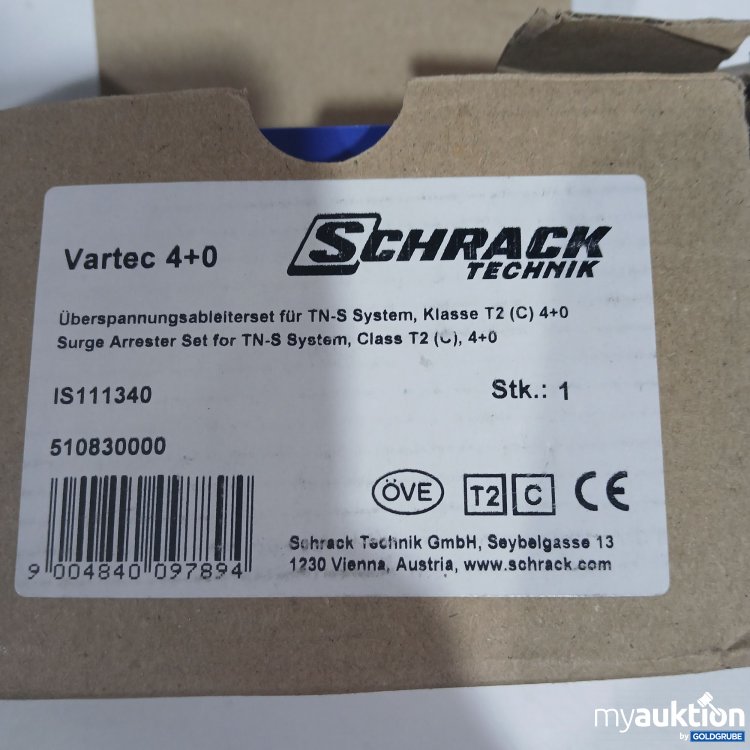 Vartec 4+0
SCHRACK
TECHNIK
Überspannungsableiterset für TN-S System, Klasse T2 (C) 4+0
Surge Arrester Set for TN-S System, Class T2 (C), 4+0
IS111340
Stk.: 1
510830000
ÖVE T2 C CE
9 004840 097894
Schrack Technik GmbH, Seybelgasse 13
1230 Vienna, Austria, www.schrack.com
myauktion
by GOLDGRUBE